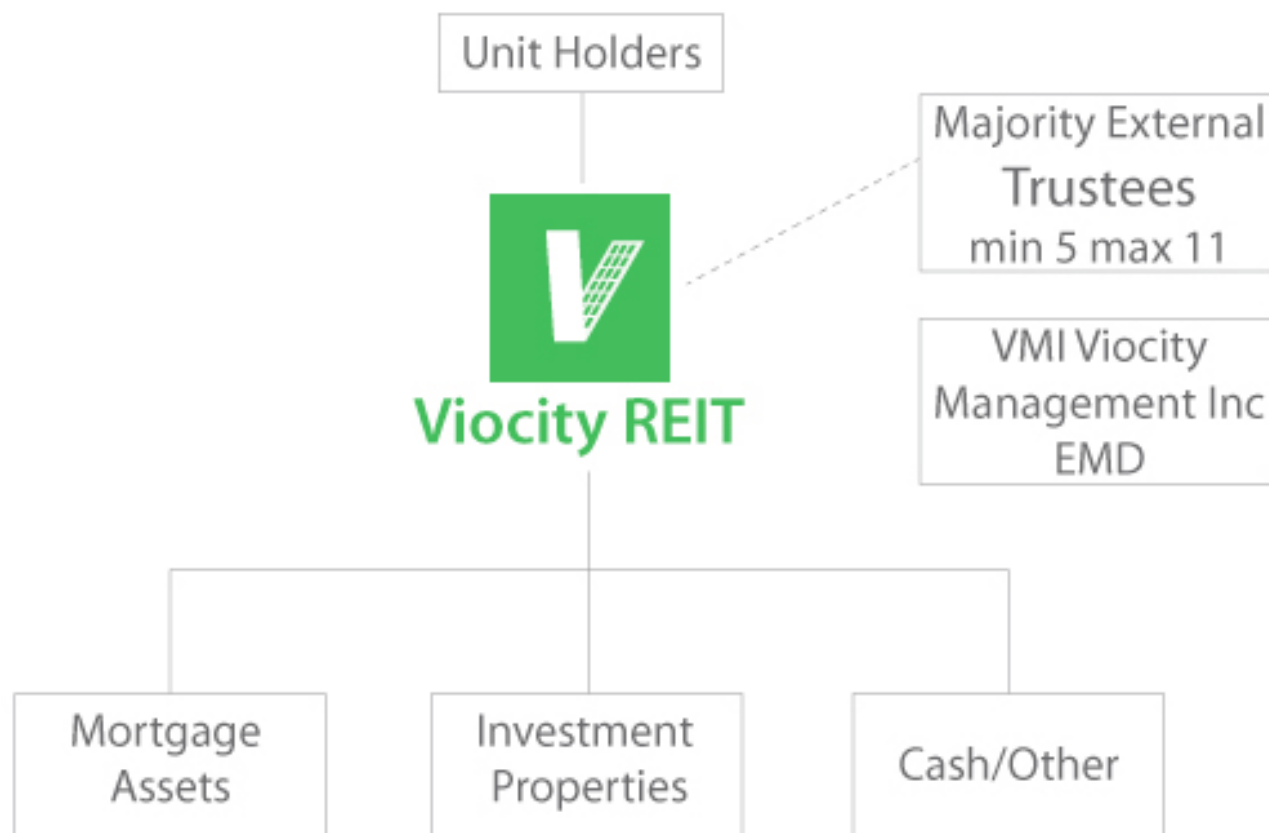 Unit Holders
Majority External
Trustees
min 5 max 11
VMI Viocity
Management Inc
EMD
Viocity REIT
Mortgage
Assets
Investment
Properties
Cash/Other